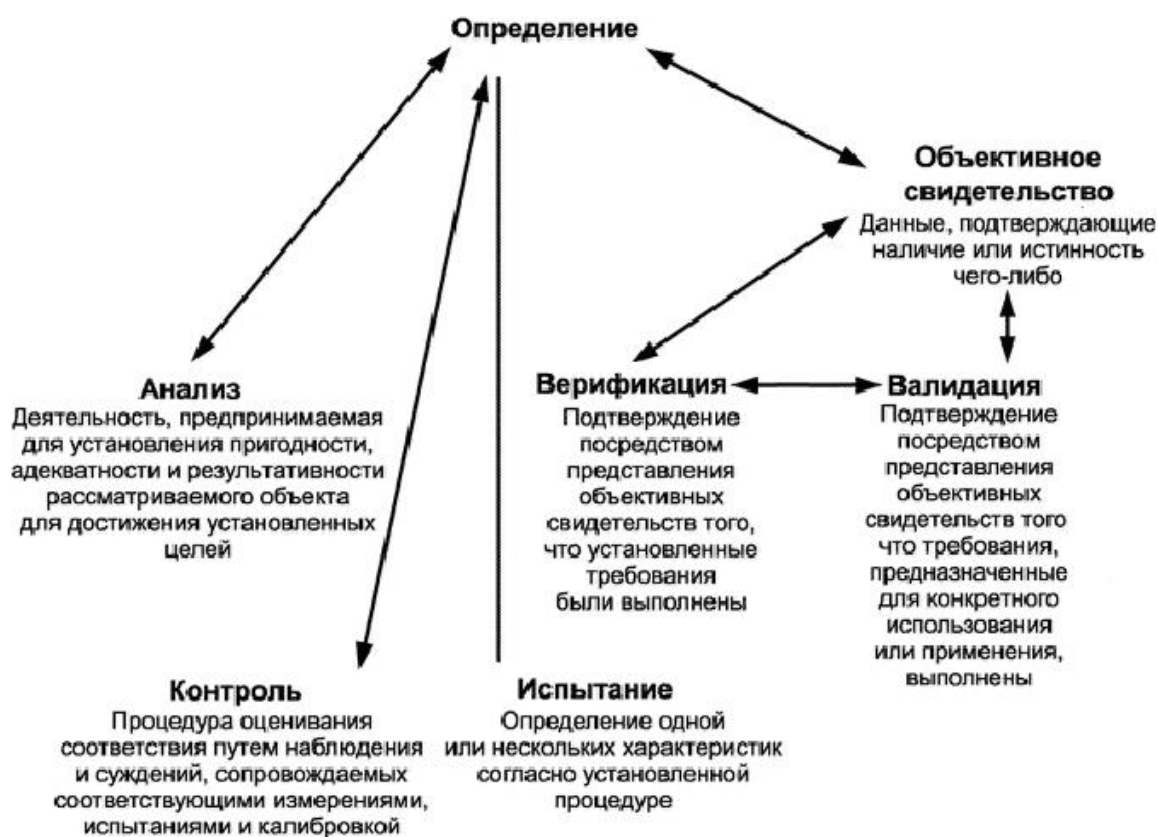 Определение
Объективное
свидетельство
Данные, подтверждающие
наличие или истинность
чего-либо
Анализ
Деятельность, предпринимаемая
для установления пригодности,
адекватности и результативности
рассматриваемого объекта
для достижения установленных
целей
Верификация
Подтверждение
посредством
представления
объективных
свидетельств того,
что установленные
требования
были выполнены
Валидация
Подтверждение
посредством
представления
объективных
свидетельств того
что требования,
предназначенные
для конкретного
использования
или применения,
выполнены
Контроль
Процедура оценивания
соответствия путем наблюдения
и суждений, сопровождаемых
соответствующими измерениями,
испытаниями и калибровкой
Испытание
Определение одной
или нескольких характеристик
согласно установленной
процедуре